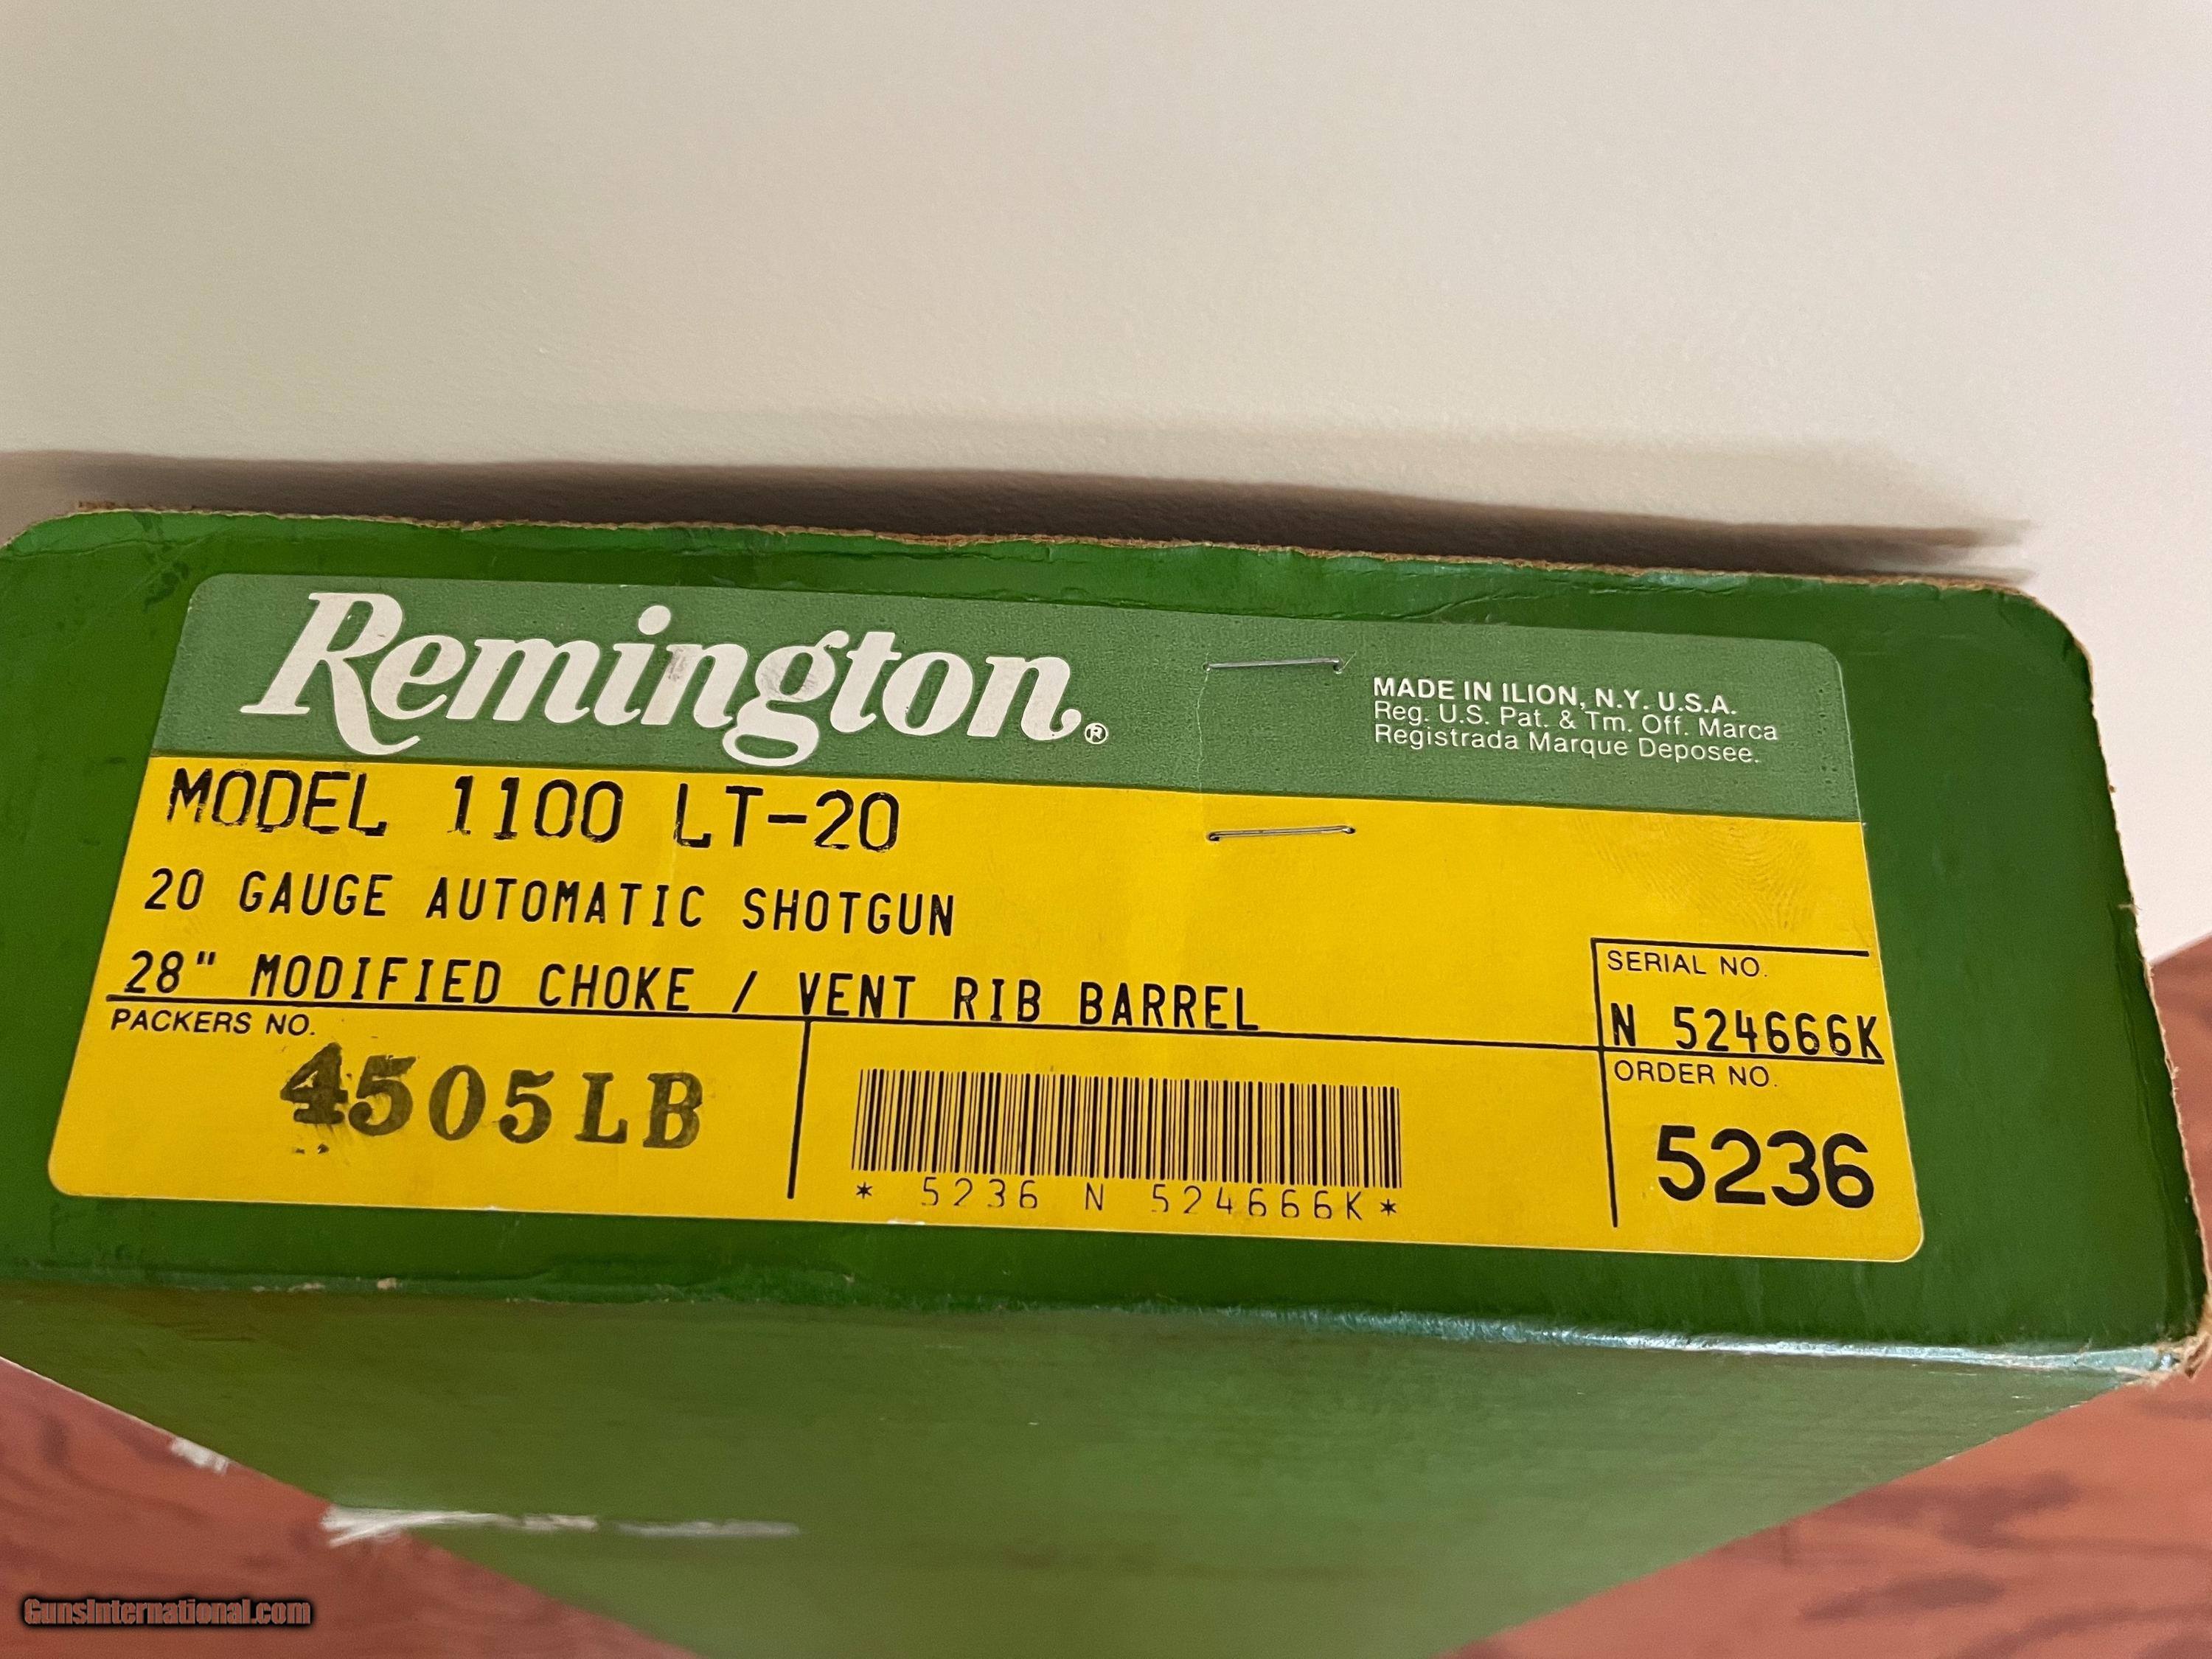 Remington®
MADE IN ILION, N.Y. U.S.A.
Reg. U.S. Pat. & Tm. Off. Marca
Registrada Marque Deposee.
MODEL 1100 LT-20
20 GAUGE AUTOMATIC SHOTGUN
28" MODIFIED CHOKE / VENT RIB BARREL
SERIAL NO.
N 524666K
PACKERS NO.
4505LB
* 5236 N 524666K*
ORDER NO.
5236
GunsInternational.com